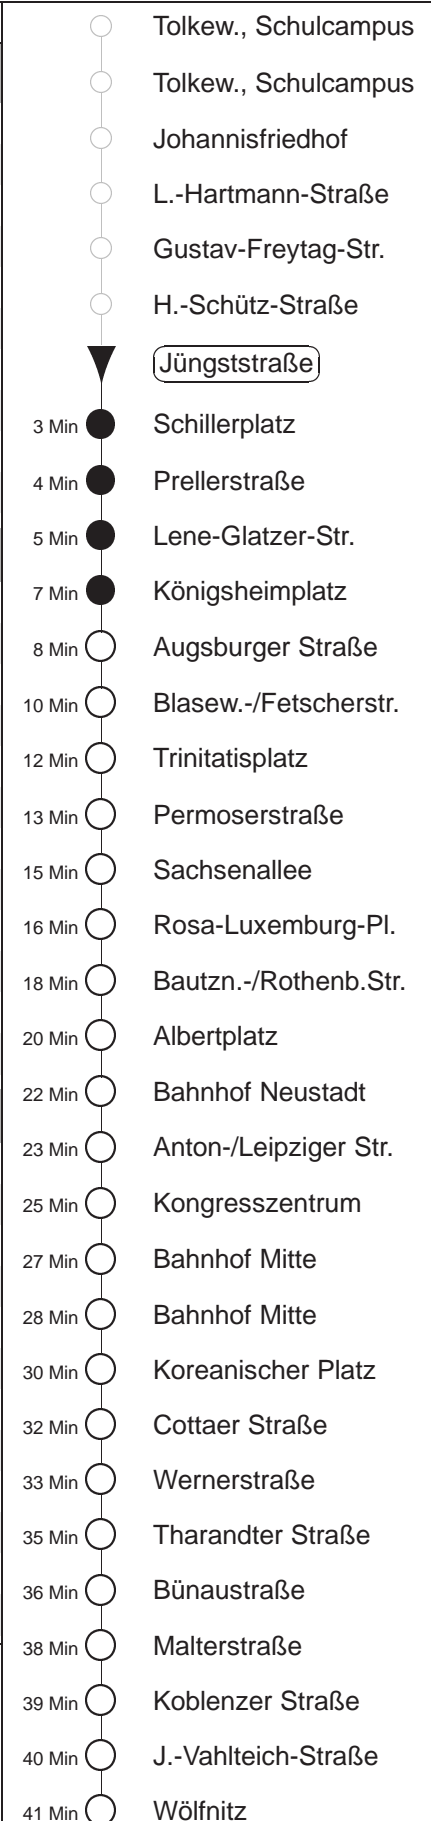 Tolkew., Schulcampus
Tolkew., Schulcampus
Johannisfriedhof
L.-Hartmann-Straße
Gustav-Freytag-Str.
H.-Schütz-Straße
Jüngststraße
3 Min Schillerplatz
4 Min Prellerstraße
5 Min Lene-Glatzer-Str.
7 Min Königsheimplatz
8 Min Augsburger Straße
10 Min Blasew.-/Fetscherstr.
12 Min Trinitatisplatz
13 Min Permoserstraße
15 Min Sachsenallee
16 Min Rosa-Luxemburg-Pl.
18 Min Bautzn.-/Rothenb.Str.
20 Min Albertplatz
22 Min Bahnhof Neustadt
23 Min Anton-/Leipziger Str.
25 Min Kongresszentrum
27 Min Bahnhof Mitte
28 Min Bahnhof Mitte
30 Min Koreanischer Platz
32 Min Cottaer Straße
33 Min Wernerstraße
35 Min Tharandter Straße
36 Min Bünaustraße
38 Min Malterstraße
39 Min Koblenzer Straße
40 Min J.-Vahlteich-Straße
41 Min Wölfnitz